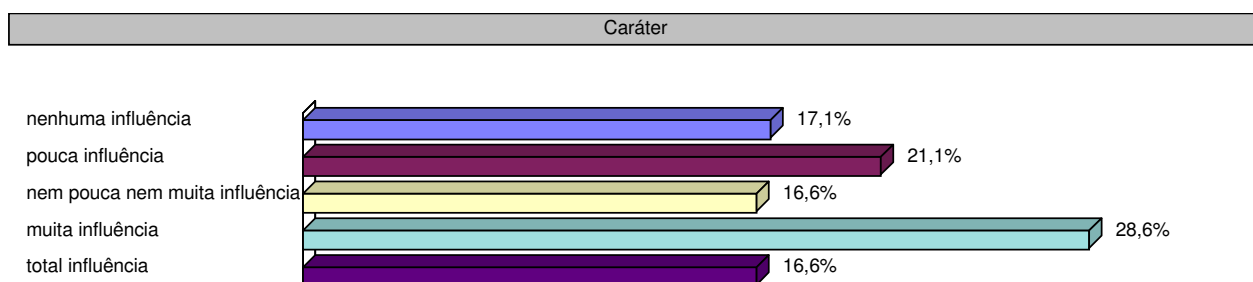 Caráter
nenhuma influência 17,1%
pouca influência 21,1%
nem pouca nem muita influência 16,6%
muita influência 28,6%
total influência 16,6%